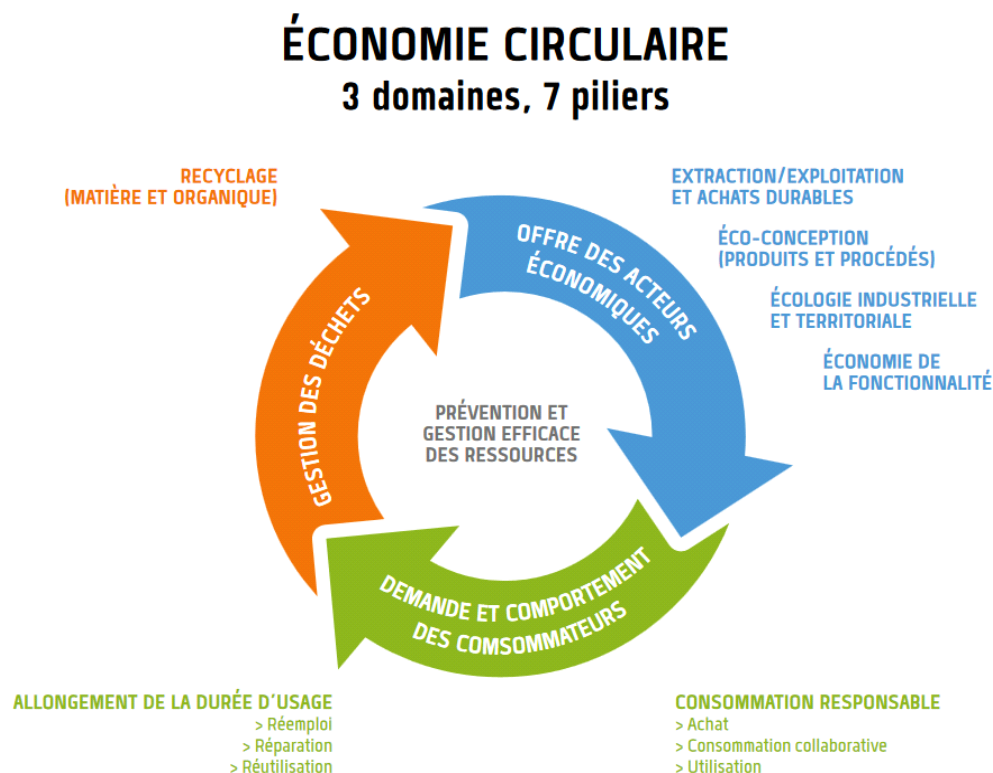 ÉCONOMIE CIRCULAIRE
3 domaines, 7 piliers
RECYCLAGE
(MATIÈRE ET ORGANIQUE)
EXTRACTION/EXPLOITATION
ET ACHATS DURABLES
ÉCO-CONCEPTION
(PRODUITS ET PROCÉDÉS)
ÉCOLOGIE INDUSTRIELLE
ET TERRITORIALE
ÉCONOMIE DE
LA FONCTIONNALITÉ
OFFRE DES ACTEURS
ÉCONOMIQUES
GESTION DES DÉCHETS
PRÉVENTION ET
GESTION EFFICACE
DES RESSOURCES
DEMANDE ET COMPORTEMENT
DES COMSOMMATEURS
ALLONGEMENT DE LA DURÉE D'USAGE
> Réemploi
> Réparation
> Réutilisation
CONSOMMATION RESPONSABLE
> Achat
> Consommation collaborative
> Utilisation